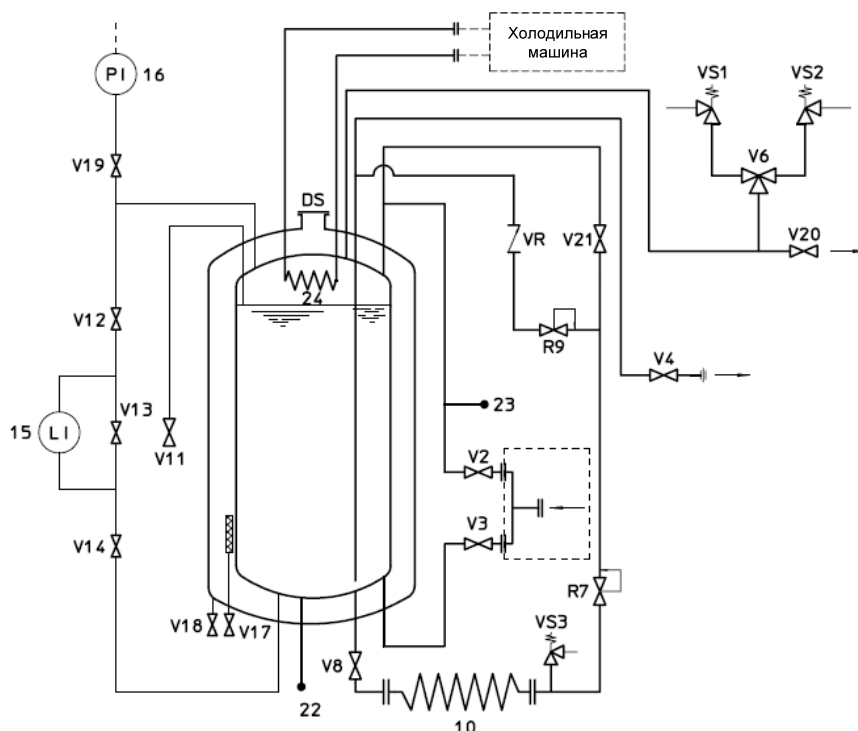 Холодильная
машина
PI
16
VS1
VS2
V19
V6
DS
VR
V21
V20
24
V12
R9
V4
V13
23
15
LI
V11
V2
V14
V3
R7
V18
V17
VS3
V8
22
10